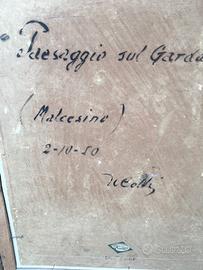 Paesaggio sul Garda
(Malcesine)
2-10-50